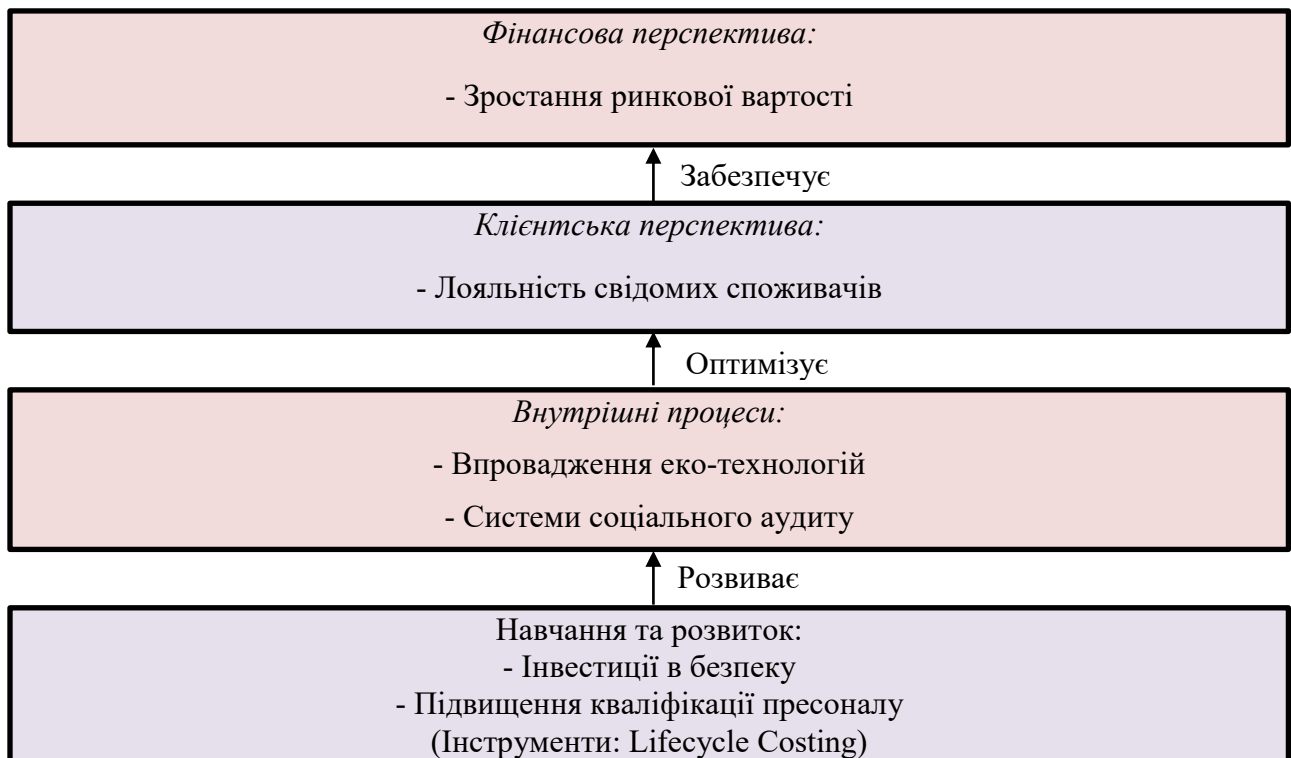 Фінансова перспектива:
- Зростання ринкової вартості
Забезпечує
Клієнтська перспектива:
- Лояльність свідомих споживачів
Оптимізує
Внутрішні процеси:
- Впровадження еко-технологій
- Системи соціального аудиту
Розвиває
Навчання та розвиток:
- Інвестиції в безпеку
- Підвищення кваліфікації пресоналу
(Інструменти: Lifecycle Costing)